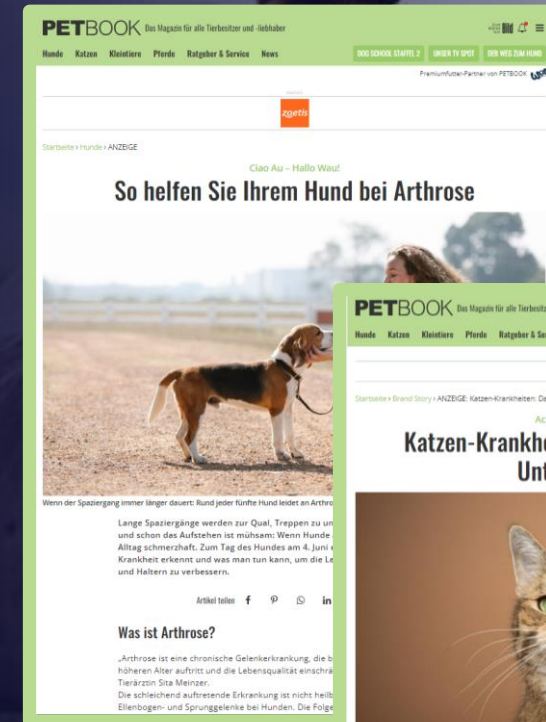 PETBOOK Das Magazin für alle Tierbesitzer und -liebhaber
Bild
Hunde Katzen Kleintiere Pferde Ratgeber & Service News
DOG SCHOOL STAFFEL 2 UNSER TV SPOT DER WEG ZUM HUND
Premiumfutter-Partner von PETBOOK
zoetis
Startseite › Hunde › ANZEIGE
Ciao Au – Hallo Wau!
So helfen Sie Ihrem Hund bei Arthrose
Wenn der Spaziergang immer länger dauert: Rund jeder fünfte Hund leidet an Arthro
Lange Spaziergänge werden zur Qual, Treppen zu un
und schon das Aufstehen ist mühsam: Wenn Hunde
Alltag schmerzhaft. Zum Tag des Hundes am 4. Juni
Krankheit erkennt und was man tun kann, um die Le
und Haltern zu verbessern.
Artikel teilen
Was ist Arthrose?
„Arthrose ist eine chronische Gelenkerkrankung, die b
höheren Alter auftritt und die Lebensqualität einschrä
Tierärztin Sita Meinzer.
Die schleichend auftretende Erkrankung ist nicht heilb
Ellenbogen- und Sprunggelenke bei Hunden. Die Folge
PETBOOK Das Magazin für alle Tierbesitz
Hunde Katzen Kleintiere Pferde Ratgeber & Se
Startseite › Brand Story › ANZEIGE: Katzen-Krankheiten: Da
Ac
Katzen-Krankhe
Unt